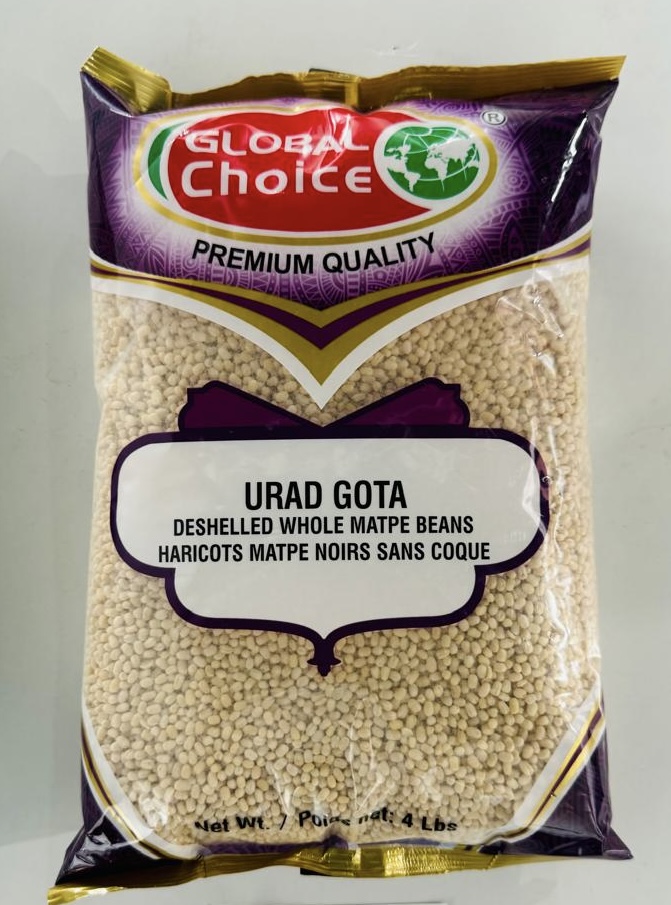 GLOBAL
Choice
®
PREMIUM QUALITY
URAD GOTA
DESHELLED WHOLE MATPE BEANS
HARICOTS MATPE NOIRS SANS COQUE
Net Wt. / Poids net: 4 Lbs